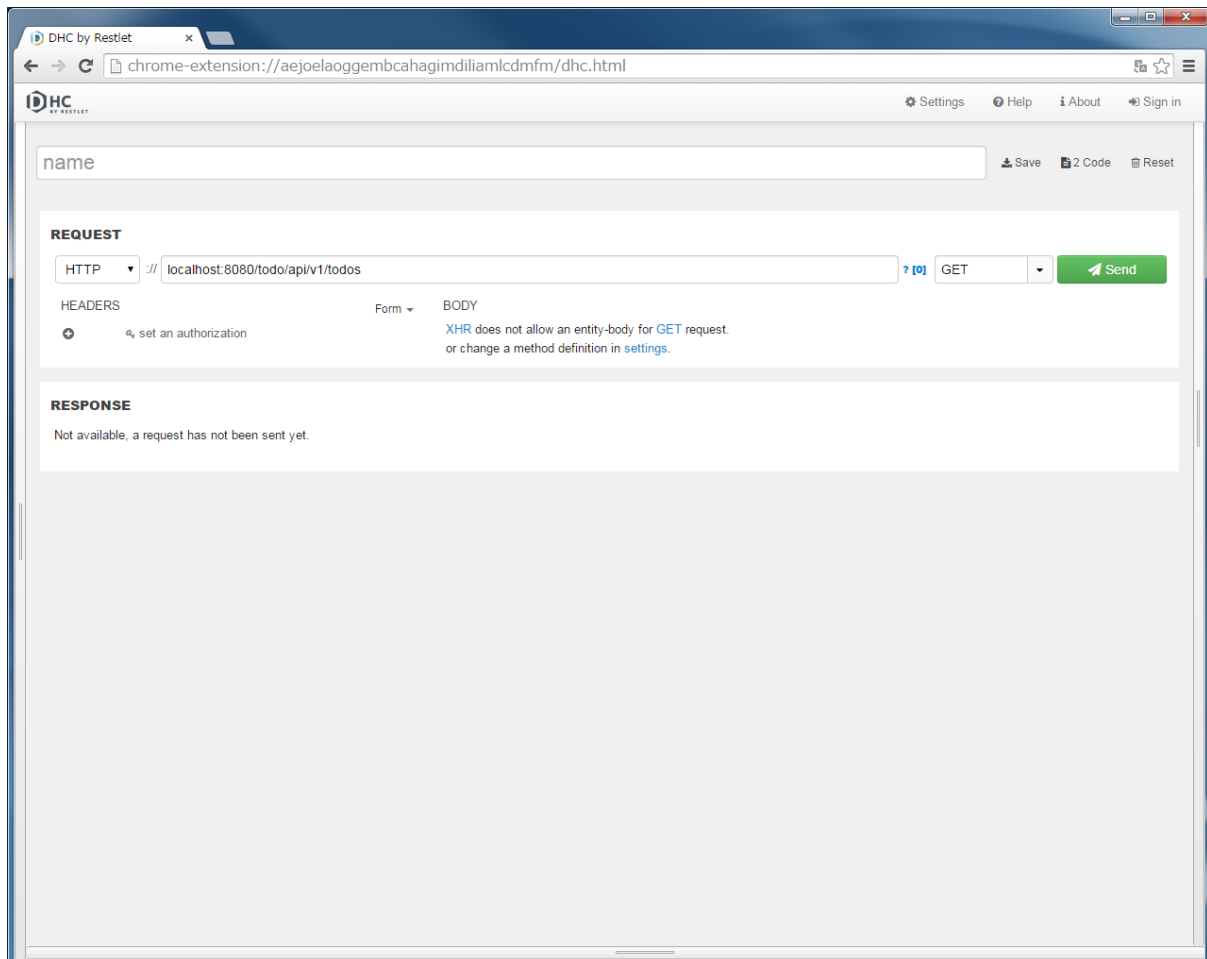 DHC by Restlet
chrome-extension://aejoelaoggembcahagimdiliamlcdmfm/dhc.html
DHC
BY RESTLET
Settings Help About Sign in
name
Save 2 Code Reset
REQUEST
HTTP :// localhost:8080/todo/api/v1/todos ? [0] GET Send
HEADERS Form BODY
set an authorization
XHR does not allow an entity-body for GET request.
or change a method definition in settings.
RESPONSE
Not available, a request has not been sent yet.